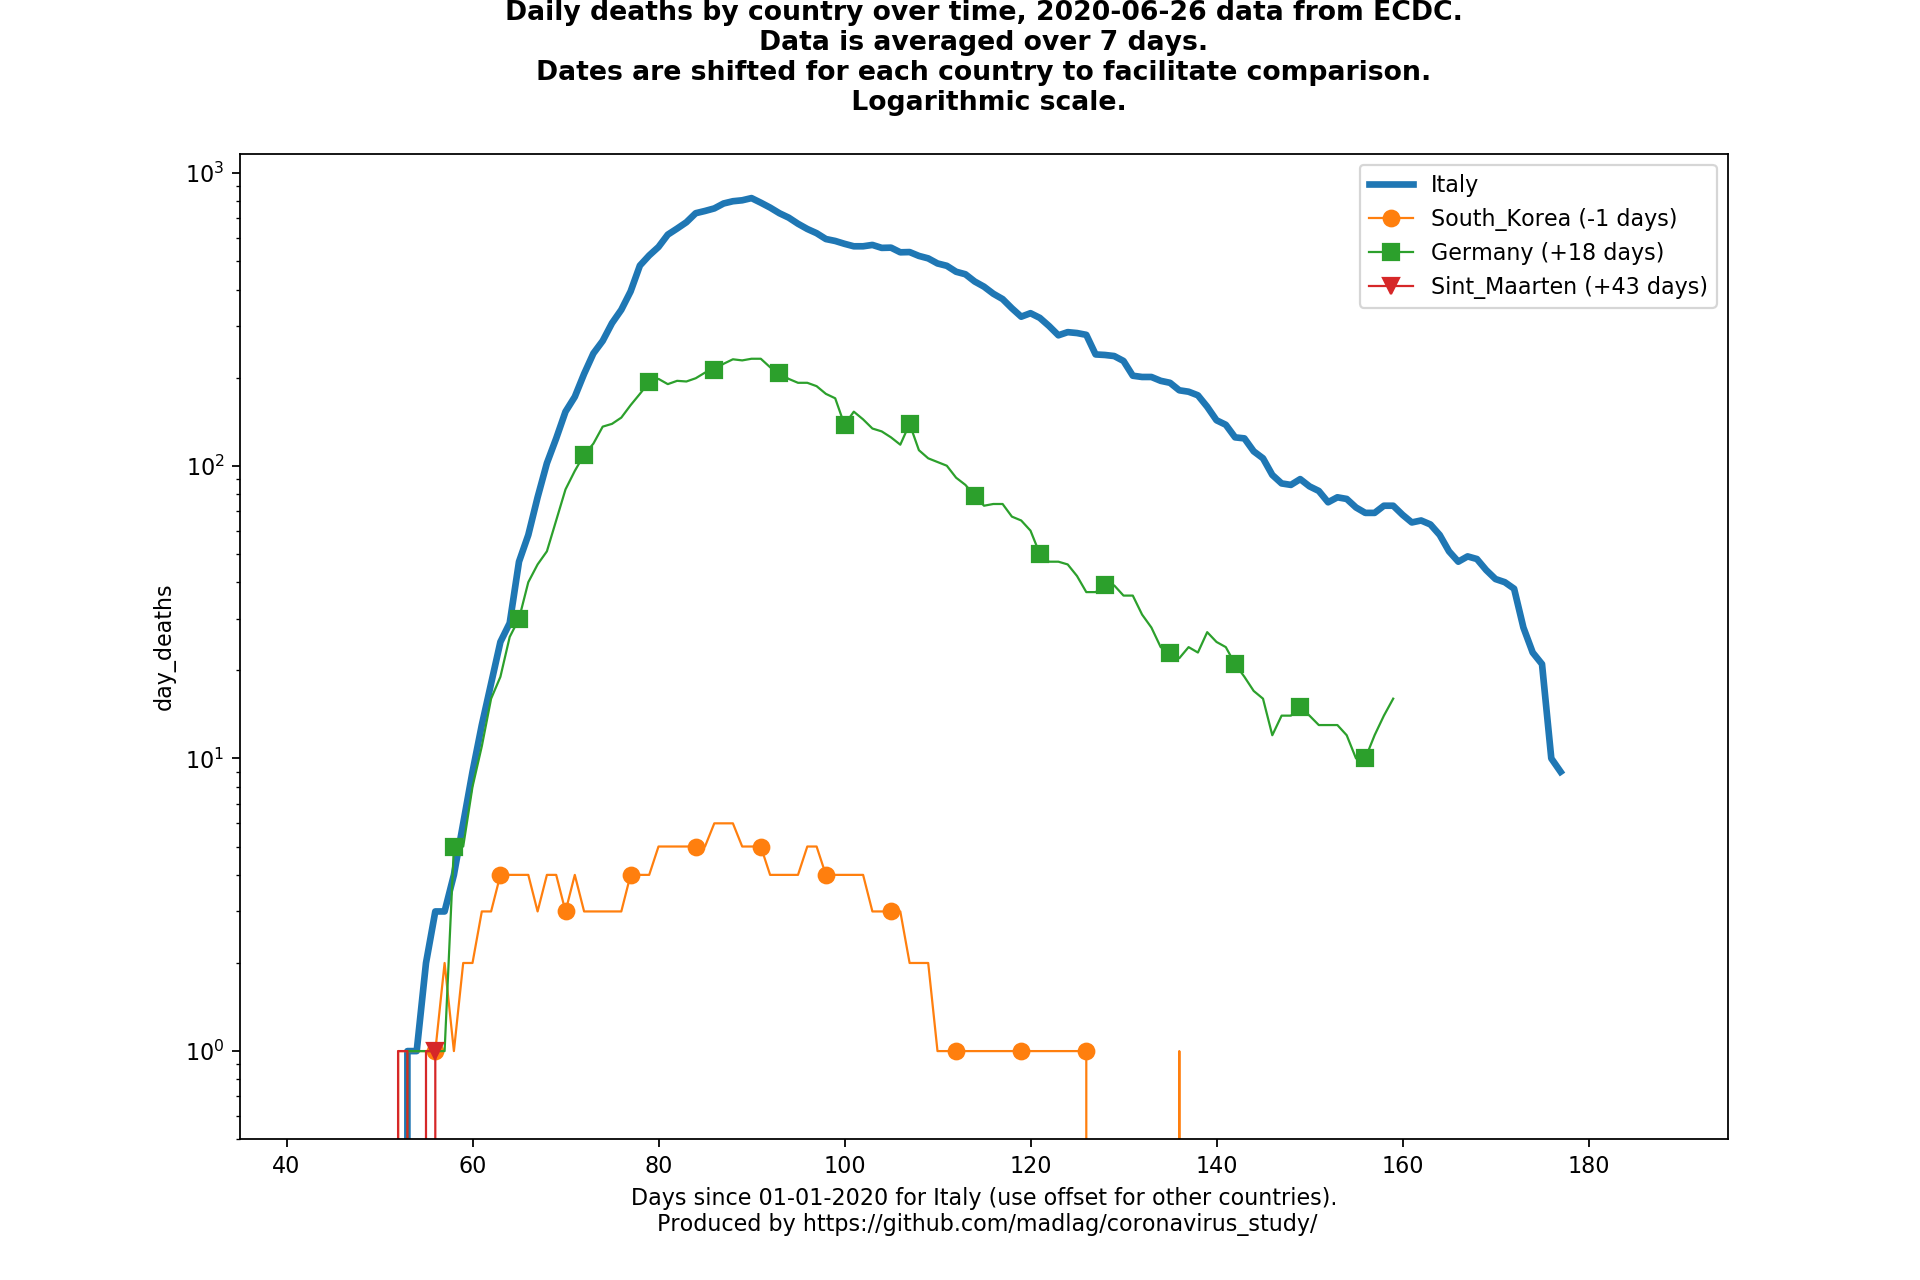 Daily deaths by country over time, 2020-06-26 data from ECDC.
Data is averaged over 7 days.
Dates are shifted for each country to facilitate comparison.
Logarithmic scale.
Italy
South_Korea (-1 days)
Germany (+18 days)
Sint_Maarten (+43 days)
day_deaths
10³
10²
10¹
10⁰
40 60 80 100 120 140 160 180
Days since 01-01-2020 for Italy (use offset for other countries).
Produced by https://github.com/madlag/coronavirus_study/